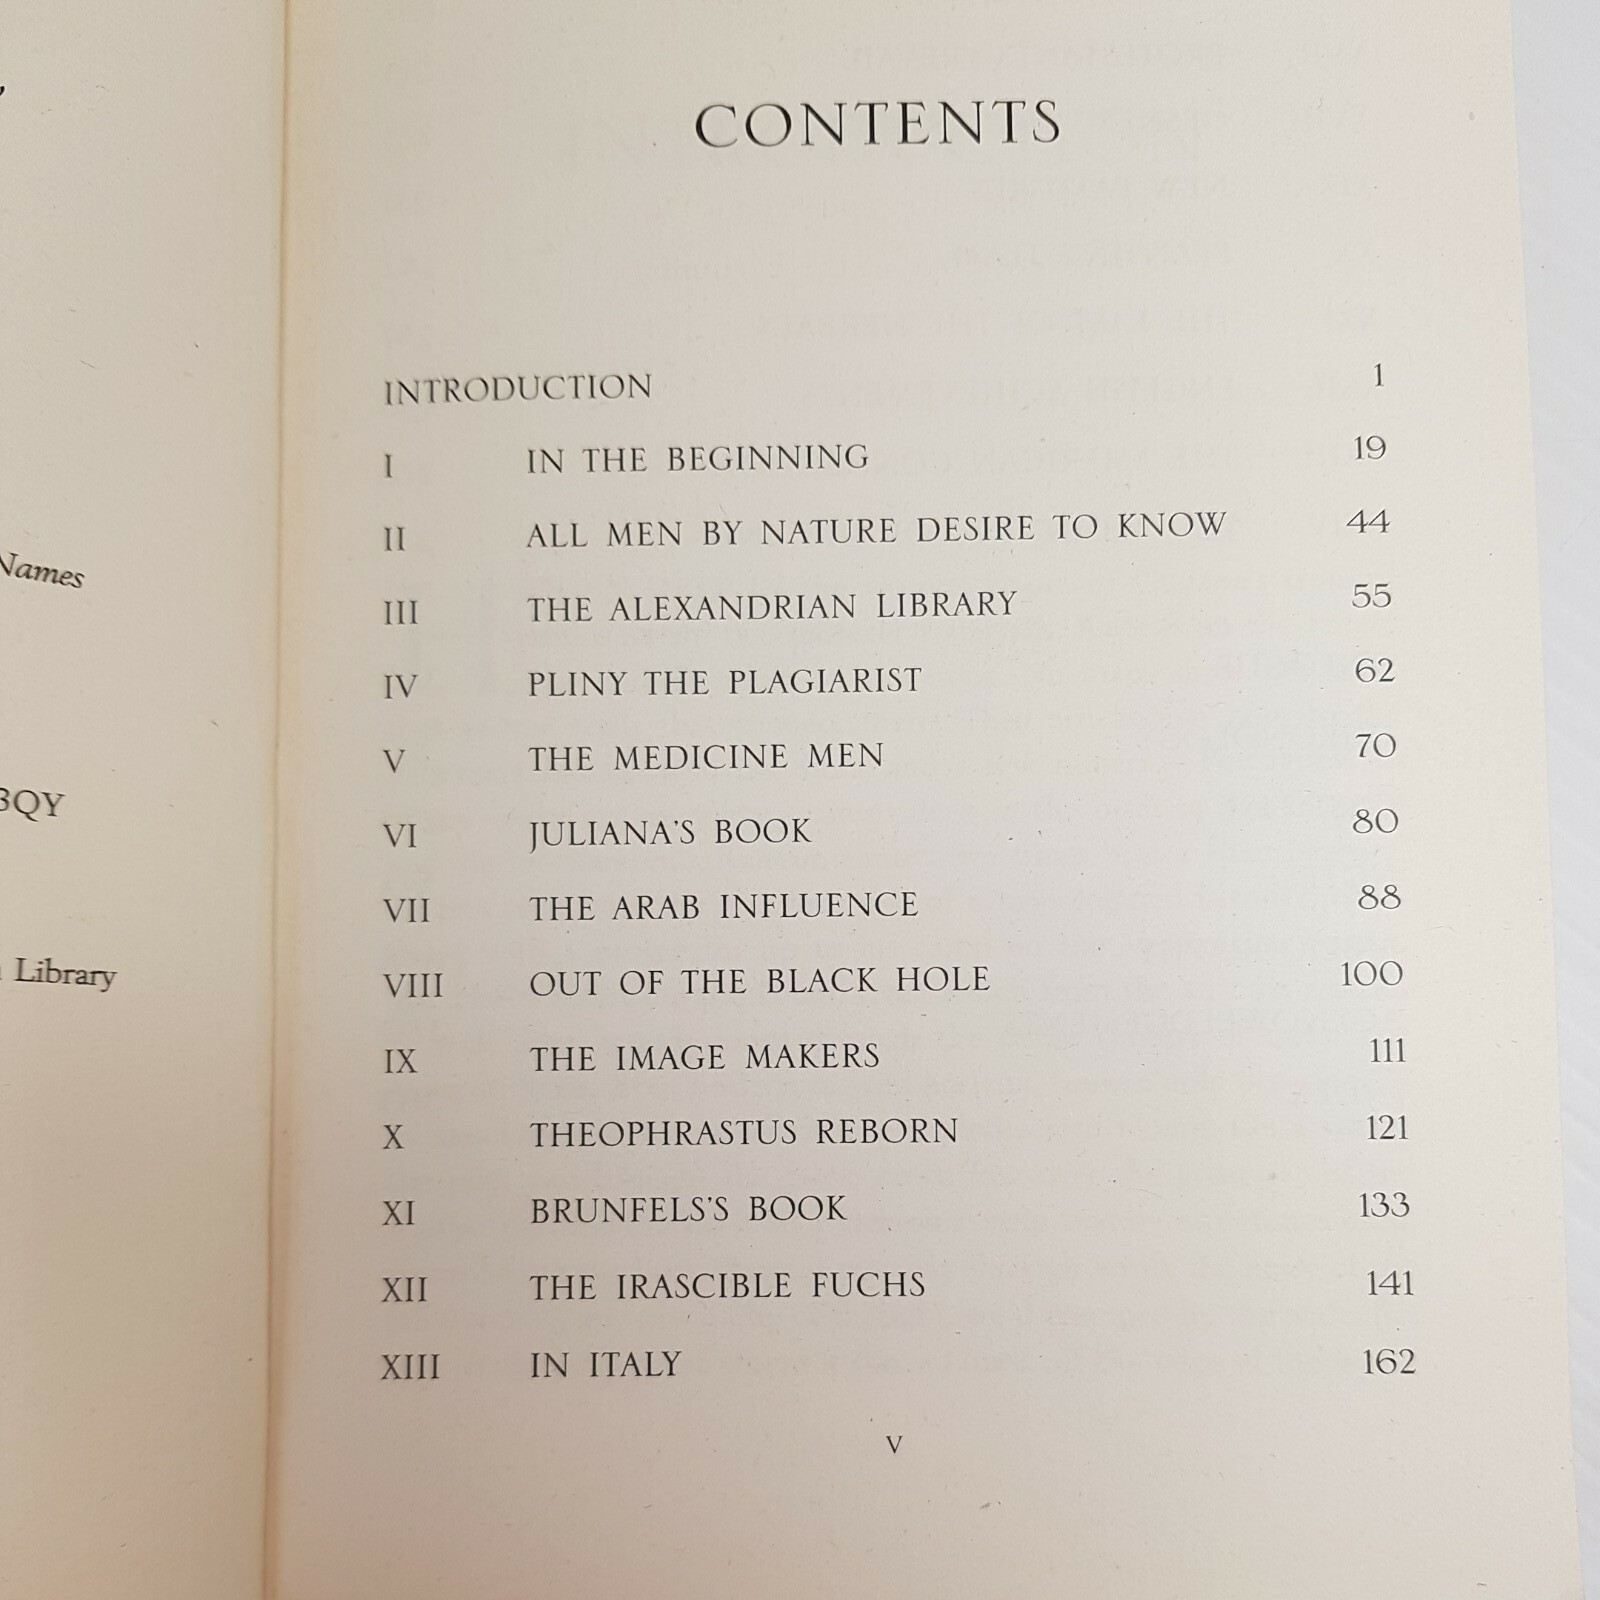 Names
3QY
Library
CONTENTS
INTRODUCTION 1
I IN THE BEGINNING 19
II ALL MEN BY NATURE DESIRE TO KNOW 44
III THE ALEXANDRIAN LIBRARY 55
IV PLINY THE PLAGIARIST 62
V THE MEDICINE MEN 70
VI JULIANA'S BOOK 80
VII THE ARAB INFLUENCE 88
VIII OUT OF THE BLACK HOLE 100
IX THE IMAGE MAKERS 111
X THEOPHRASTUS REBORN 121
XI BRUNFELS'S BOOK 133
XII THE IRASCIBLE FUCHS 141
XIII IN ITALY 162
V